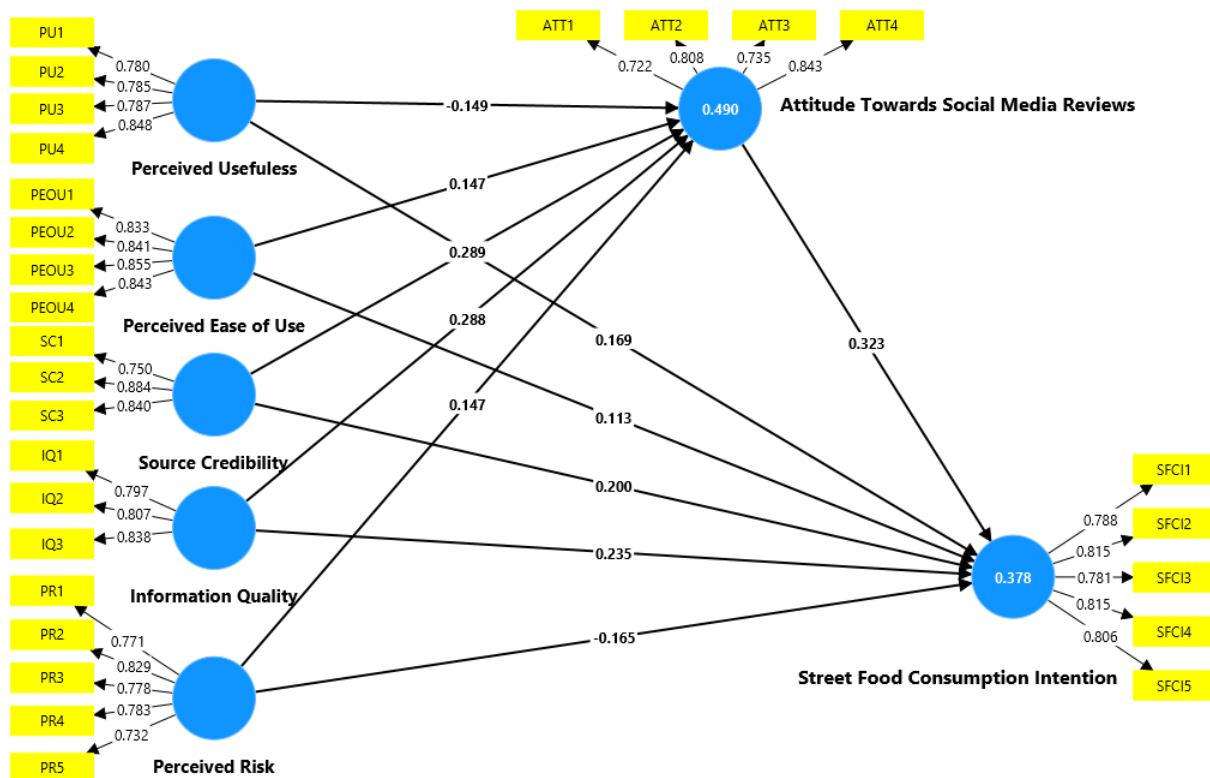 PU1
PU2
PU3
PU4
0.780
0.785
0.787
0.848
Perceived Usefuless
PEOU1
PEOU2
PEOU3
PEOU4
0.833
0.841
0.855
0.843
Perceived Ease of Use
SC1
SC2
SC3
0.750
0.884
0.840
Source Credibility
IQ1
IQ2
IQ3
0.797
0.807
0.838
Information Quality
PR1
PR2
PR3
PR4
PR5
0.771
0.829
0.778
0.783
0.732
Perceived Risk
-0.149
0.147
0.289
0.288
0.147
0.169
0.113
0.200
0.235
-0.165
0.323
ATT1
ATT2
ATT3
ATT4
0.722
0.808
0.735
0.843
0.490
Attitude Towards Social Media Reviews
0.378
Street Food Consumption Intention
0.788
0.815
0.781
0.815
0.806
SFCI1
SFCI2
SFCI3
SFCI4
SFCI5